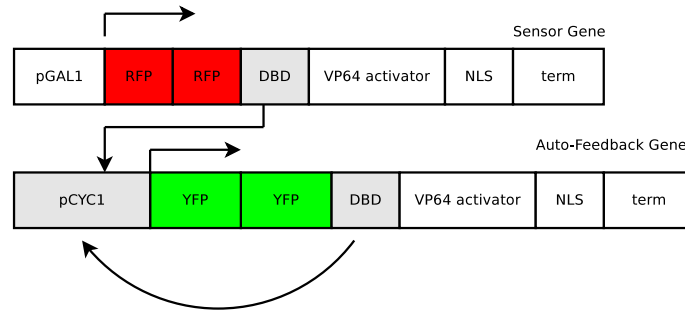 Sensor Gene
pGAL1 RFP RFP DBD VP64 activator NLS term
Auto-Feedback Gene
pCYC1 YFP YFP DBD VP64 activator NLS term